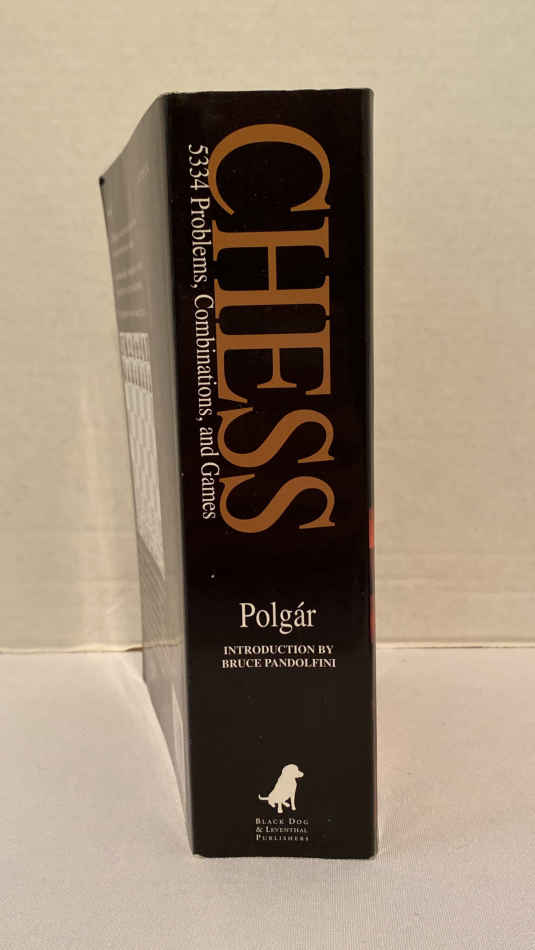 CHESS
5334 Problems, Combinations, and Games
Polgár
INTRODUCTION BY
BRUCE PANDOLFINI
BLACK DOG
& LEVENTHAL
PUBLISHERS